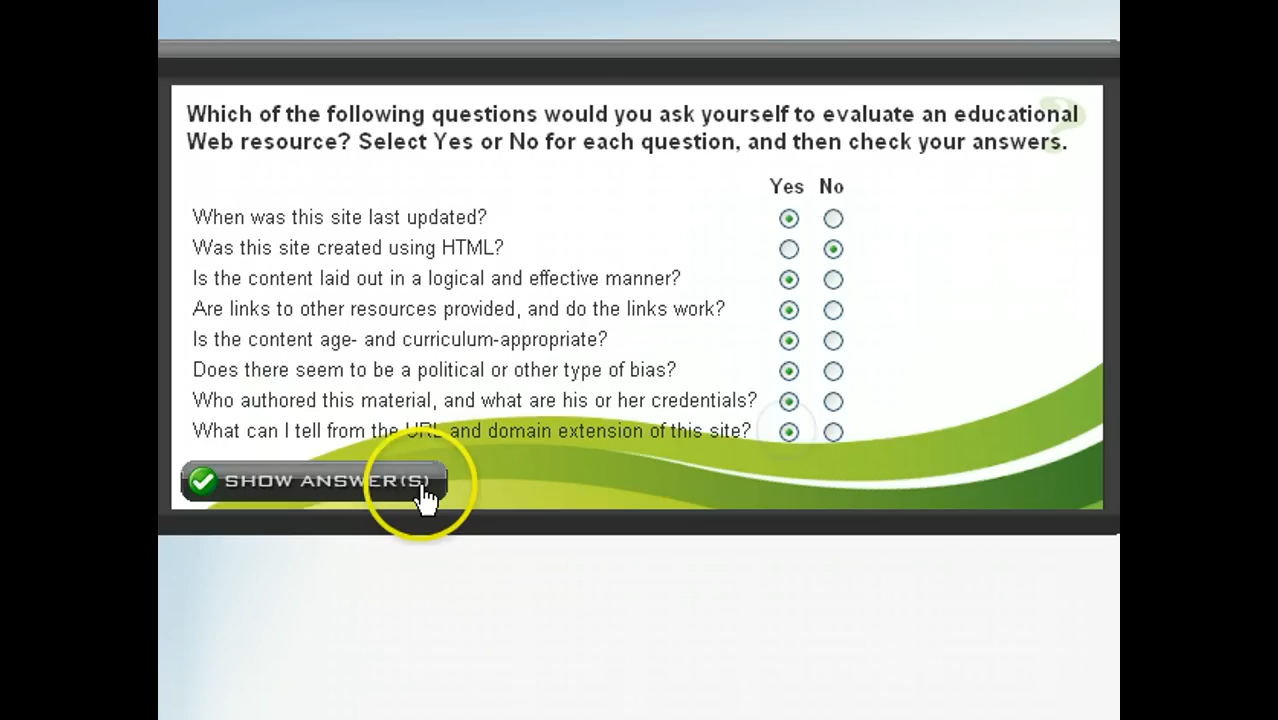 Which of the following questions would you ask yourself to evaluate an educational
Web resource? Select Yes or No for each question, and then check your answers.
Yes No
When was this site last updated?
Was this site created using HTML?
Is the content laid out in a logical and effective manner?
Are links to other resources provided, and do the links work?
Is the content age- and curriculum-appropriate?
Does there seem to be a political or other type of bias?
Who authored this material, and what are his or her credentials?
What can I tell from the URL and domain extension of this site?
SHOW ANSWER(S)